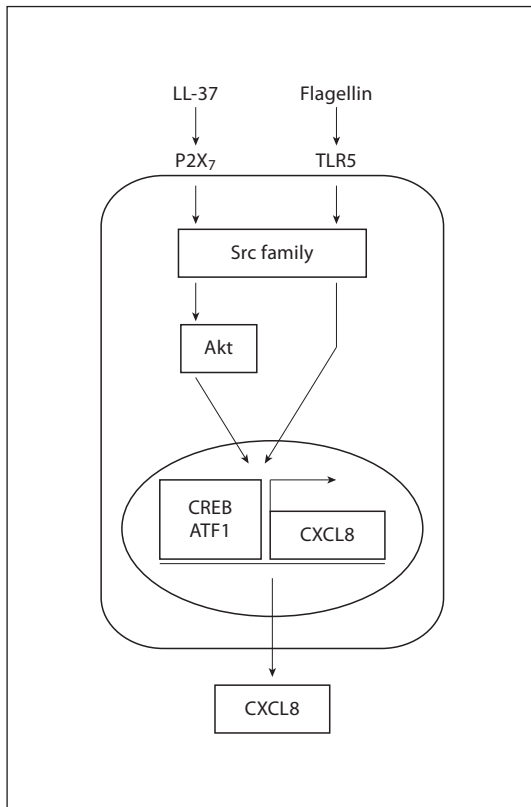 LL-37 Flagellin
P2X₇ TLR5
Src family
Akt
CREB
ATF1
CXCL8
CXCL8